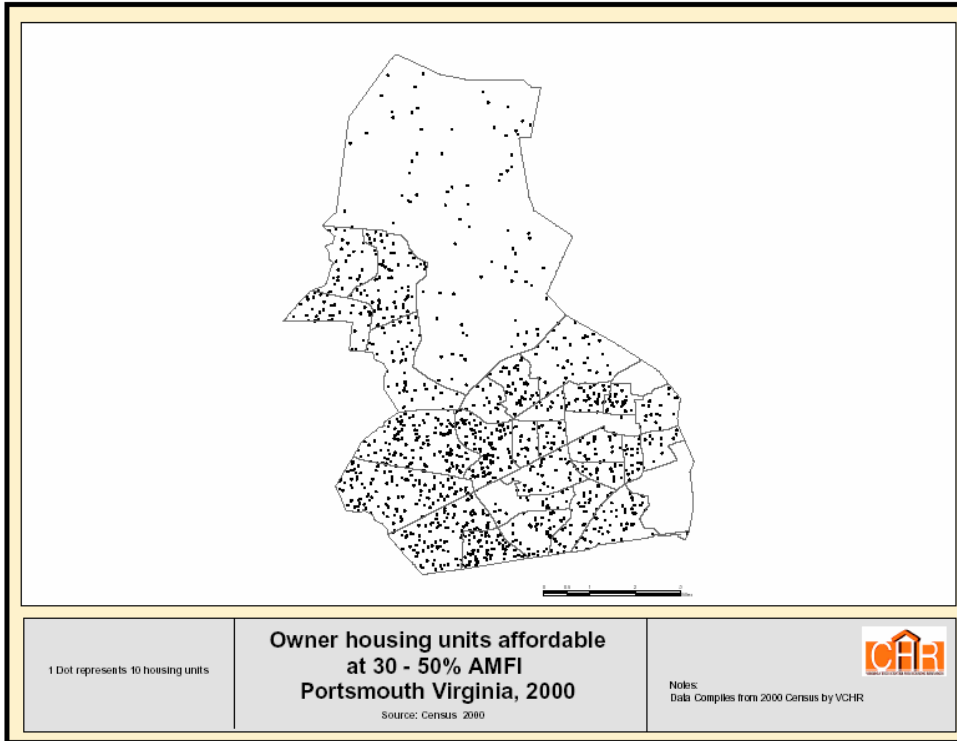 1 Dot represents 10 housing units
Owner housing units affordable
at 30 - 50% AMFI
Portsmouth Virginia, 2000
Source: Census 2000
CHR
Notes:
Data Compiles from 2000 Census by VCHR